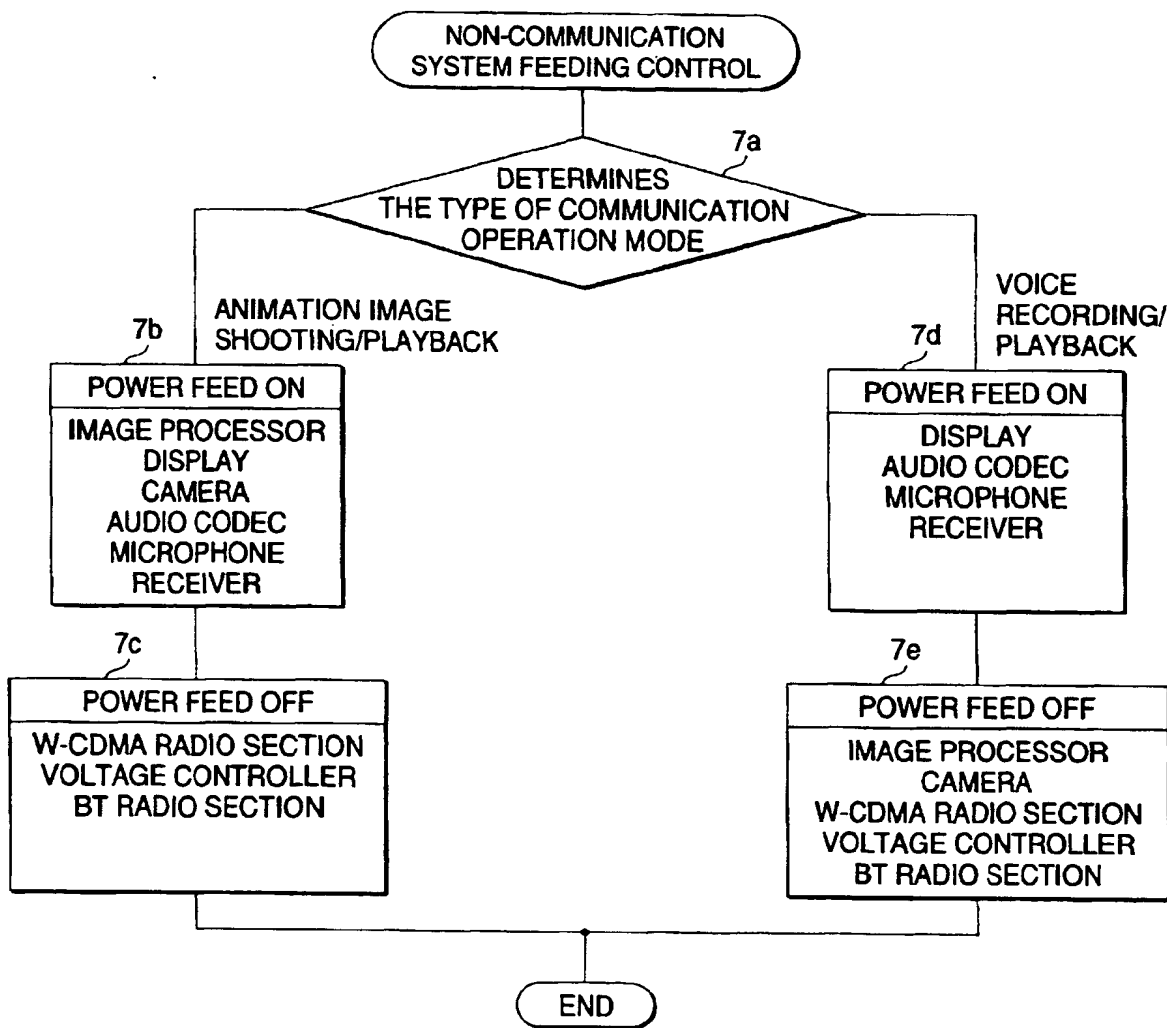 NON-COMMUNICATION
SYSTEM FEEDING CONTROL
7a
DETERMINES
THE TYPE OF COMMUNICATION
OPERATION MODE
ANIMATION IMAGE
SHOOTING/PLAYBACK
7b
POWER FEED ON
IMAGE PROCESSOR
DISPLAY
CAMERA
AUDIO CODEC
MICROPHONE
RECEIVER
7c
POWER FEED OFF
W-CDMA RADIO SECTION
VOLTAGE CONTROLLER
BT RADIO SECTION
VOICE
RECORDING/
PLAYBACK
7d
POWER FEED ON
DISPLAY
AUDIO CODEC
MICROPHONE
RECEIVER
7e
POWER FEED OFF
IMAGE PROCESSOR
CAMERA
W-CDMA RADIO SECTION
VOLTAGE CONTROLLER
BT RADIO SECTION
END